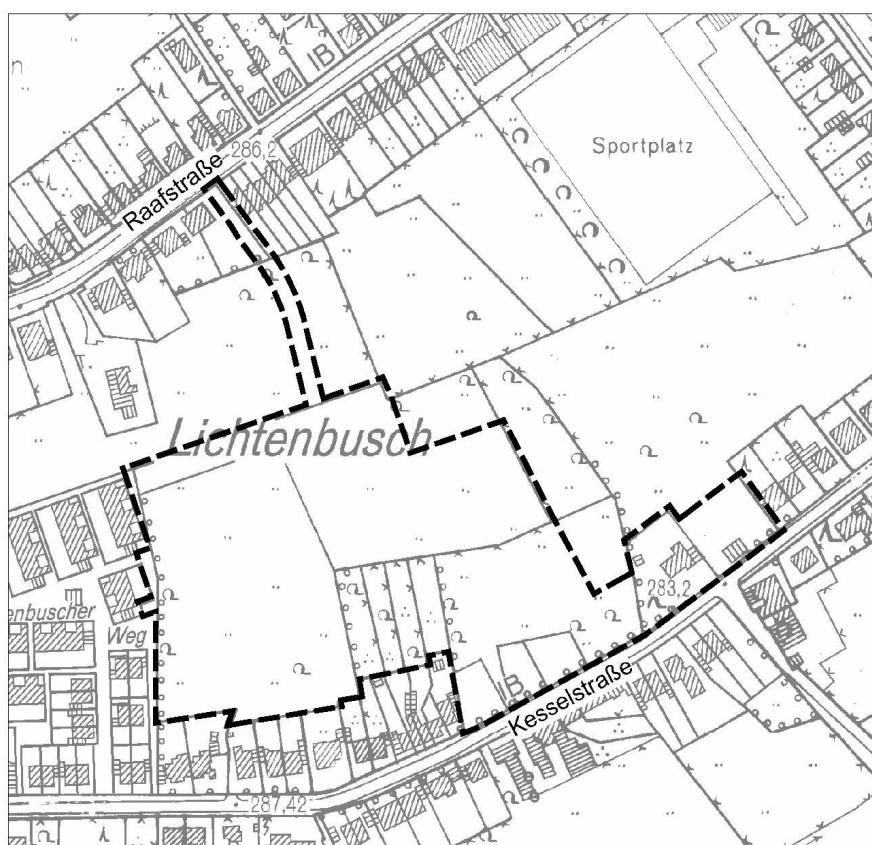 IB
286,2
Raafstraße
Sportplatz
Lichtenbusch
enbuscher
Weg
283,2
IB
Kesselstraße
287,42